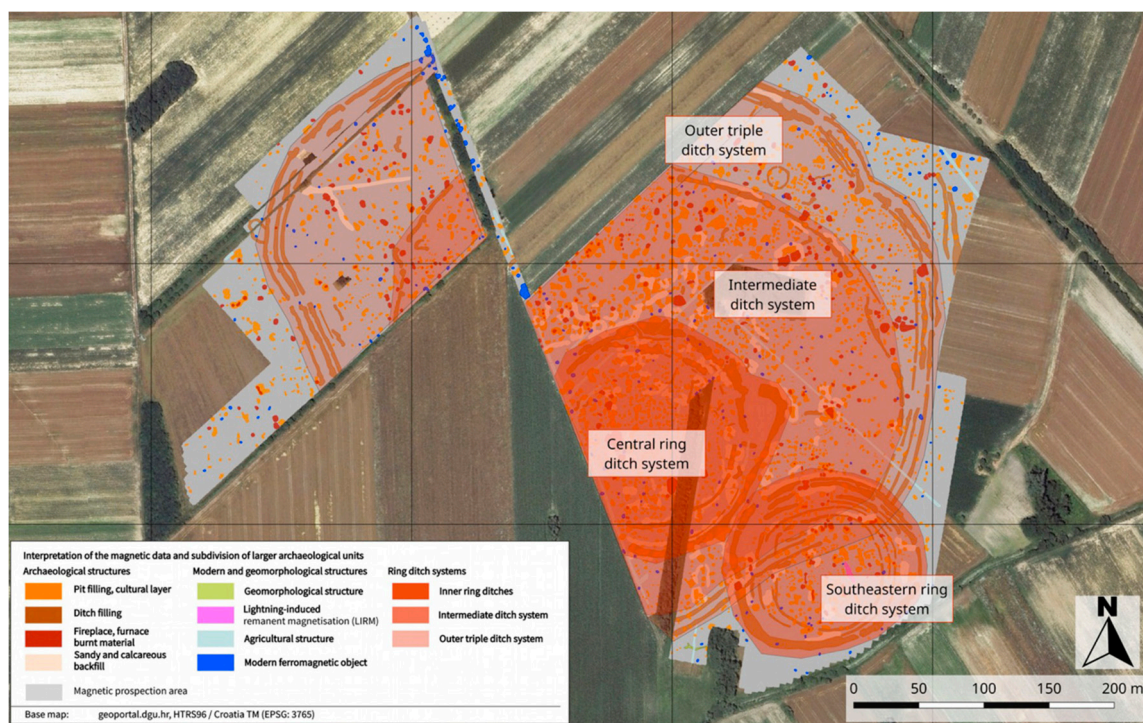 Outer triple
ditch system
Intermediate
ditch system
Central ring
ditch system
Southeastern ring
ditch system
Interpretation of the magnetic data and subdivision of larger archaeological units
Archaeological structures
Pit filling, cultural layer
Ditch filling
Fireplace, furnace
burnt material
Sandy and calcareous
backfill
Magnetic prospection area
Modern and geomorphological structures
Geomorphological structure
Lightning-induced
remanent magnetisation (LIRM)
Agricultural structure
Modern ferromagnetic object
Ring ditch systems
Inner ring ditches
Intermediate ditch system
Outer triple ditch system
Base map: geoportal.dgu.hr, HTRS96 / Croatia TM (EPSG: 3765)
N
0 50 100 150 200 m